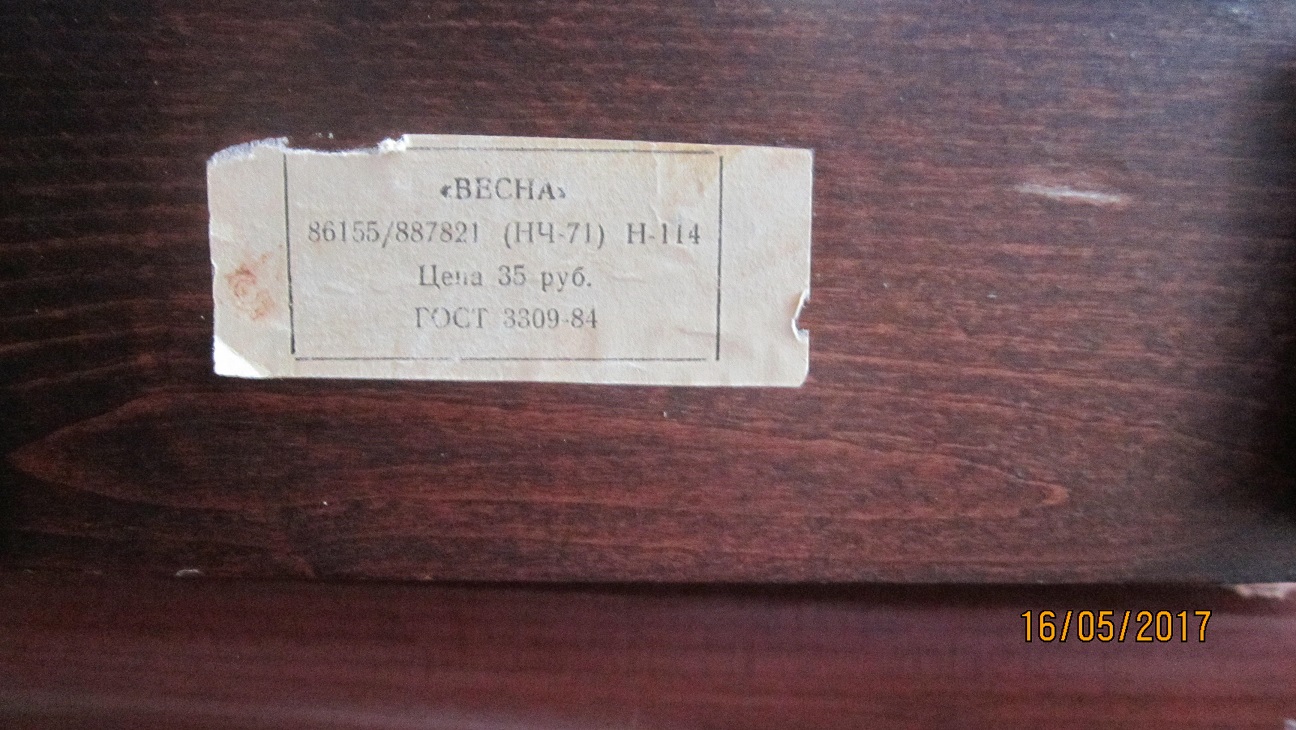 «ВЕСНА»
86155/887821 (НЧ-71) Н-114
Цена 35 руб.
ГОСТ 3309-84
16/05/2017